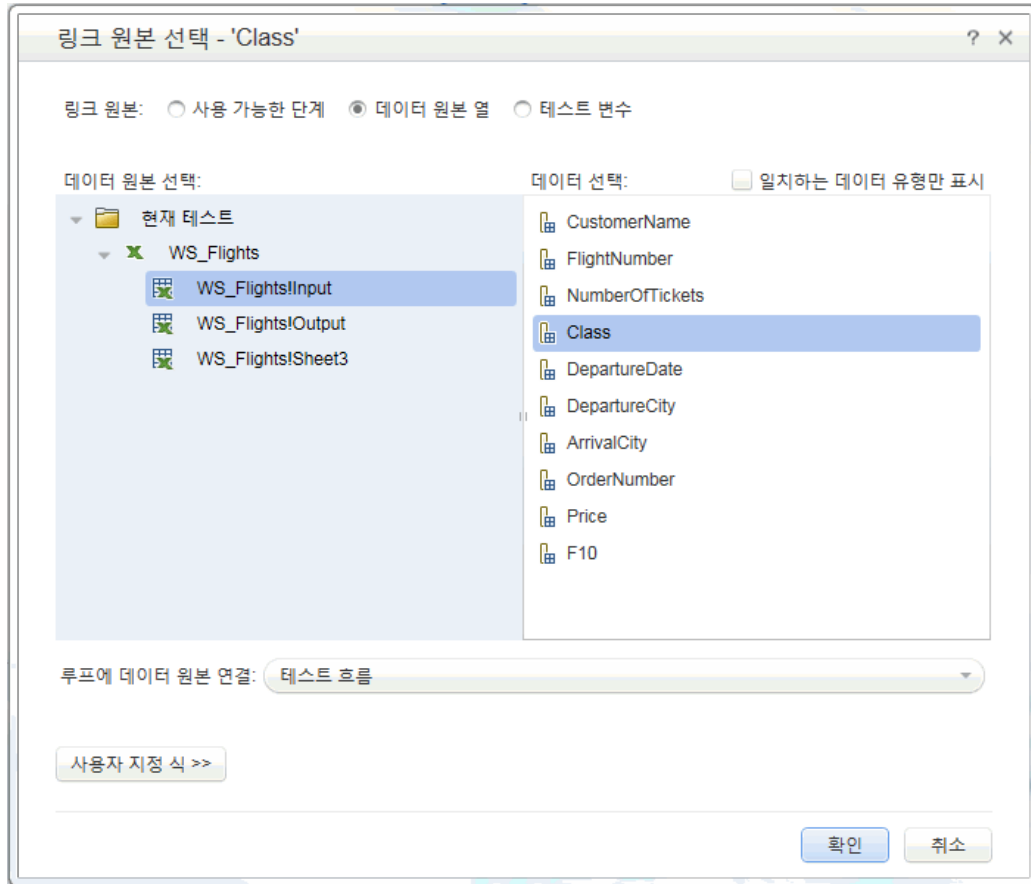 링크 원본 선택 - 'Class'
? ×
링크 원본: 사용 가능한 단계 데이터 원본 열 테스트 변수
데이터 원본 선택:
현재 테스트
WS_Flights
WS_Flights!Input
WS_Flights!Output
WS_Flights!Sheet3
데이터 선택: 일치하는 데이터 유형만 표시
CustomerName
FlightNumber
NumberOfTickets
Class
DepartureDate
DepartureCity
ArrivalCity
OrderNumber
Price
F10
루프에 데이터 원본 연결: 테스트 흐름
사용자 지정 식 >>
확인 취소